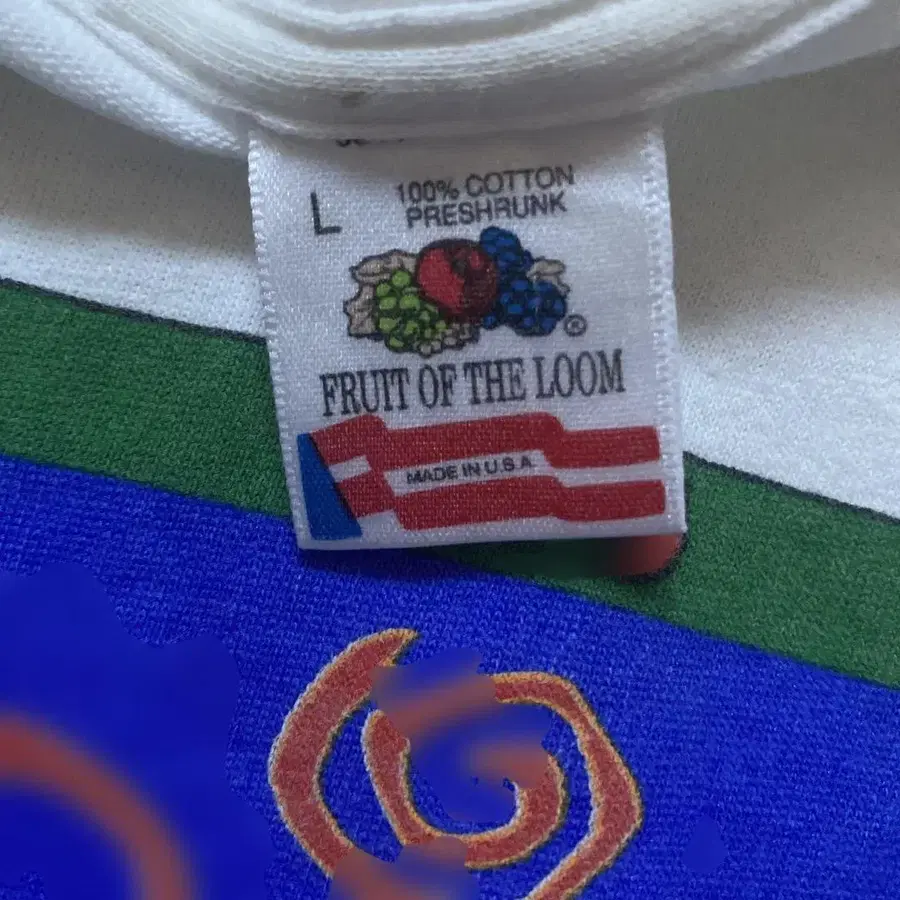 L
100% COTTON
PRESHRUNK
®
FRUIT OF THE LOOM
MADE IN U.S.A.